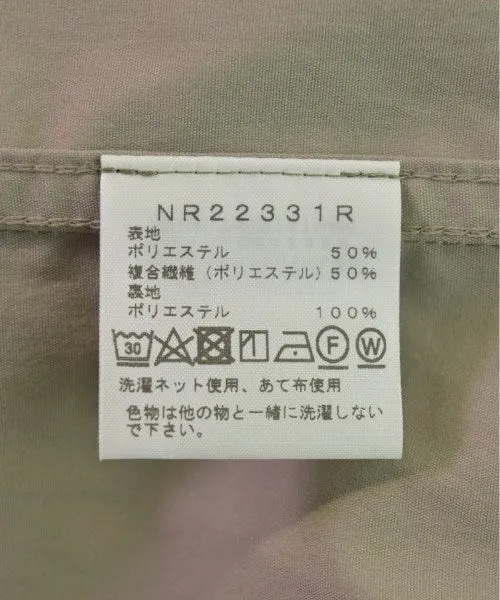 NR22331R
表地
ポリエステル 50%
複合繊維(ポリエステル)50%
裏地
ポリエステル 100%
30 F W
洗濯ネット使用、あて布使用
色物は他の物と一緒に洗濯しない
で下さい。